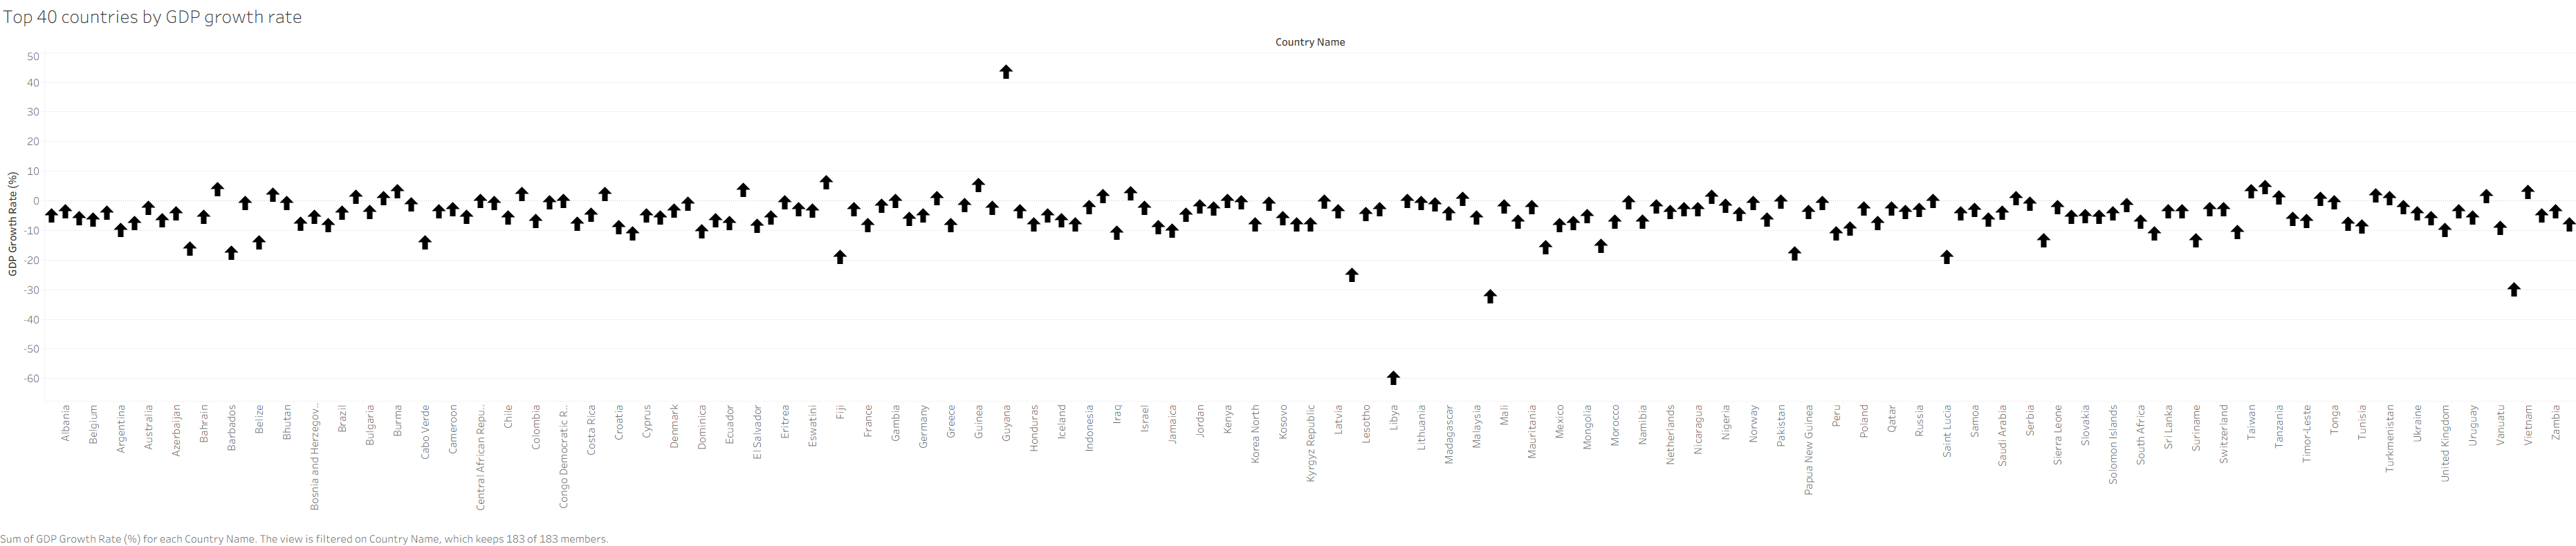 Top 40 countries by GDP growth rate
Country Name
GDP Growth Rate (%)
50
40
30
20
10
0
-10
-20
-30
-40
-50
-60
Albania
Belgium
Argentina
Australia
Azerbaijan
Bahrain
Barbados
Belize
Bhutan
Bosnia and Herzegov..
Brazil
Bulgaria
Burma
Cabo Verde
Cameroon
Central African Repu..
Chile
Colombia
Congo Democratic R..
Costa Rica
Croatia
Cyprus
Denmark
Dominica
Ecuador
El Salvador
Eritrea
Eswatini
Fiji
France
Gambia
Germany
Greece
Guinea
Guyana
Honduras
Iceland
Indonesia
Iraq
Israel
Jamaica
Jordan
Kenya
Korea North
Kosovo
Kyrgyz Republic
Latvia
Lesotho
Libya
Lithuania
Madagascar
Malaysia
Mali
Mauritania
Mexico
Mongolia
Morocco
Namibia
Netherlands
Nicaragua
Nigeria
Norway
Pakistan
Papua New Guinea
Peru
Poland
Qatar
Russia
Saint Lucia
Samoa
Saudi Arabia
Serbia
Sierra Leone
Slovakia
Solomon Islands
South Africa
Sri Lanka
Suriname
Switzerland
Taiwan
Tanzania
Timor-Leste
Tonga
Tunisia
Turkmenistan
Ukraine
United Kingdom
Uruguay
Vanuatu
Vietnam
Zambia
Sum of GDP Growth Rate (%) for each Country Name. The view is filtered on Country Name, which keeps 183 of 183 members.